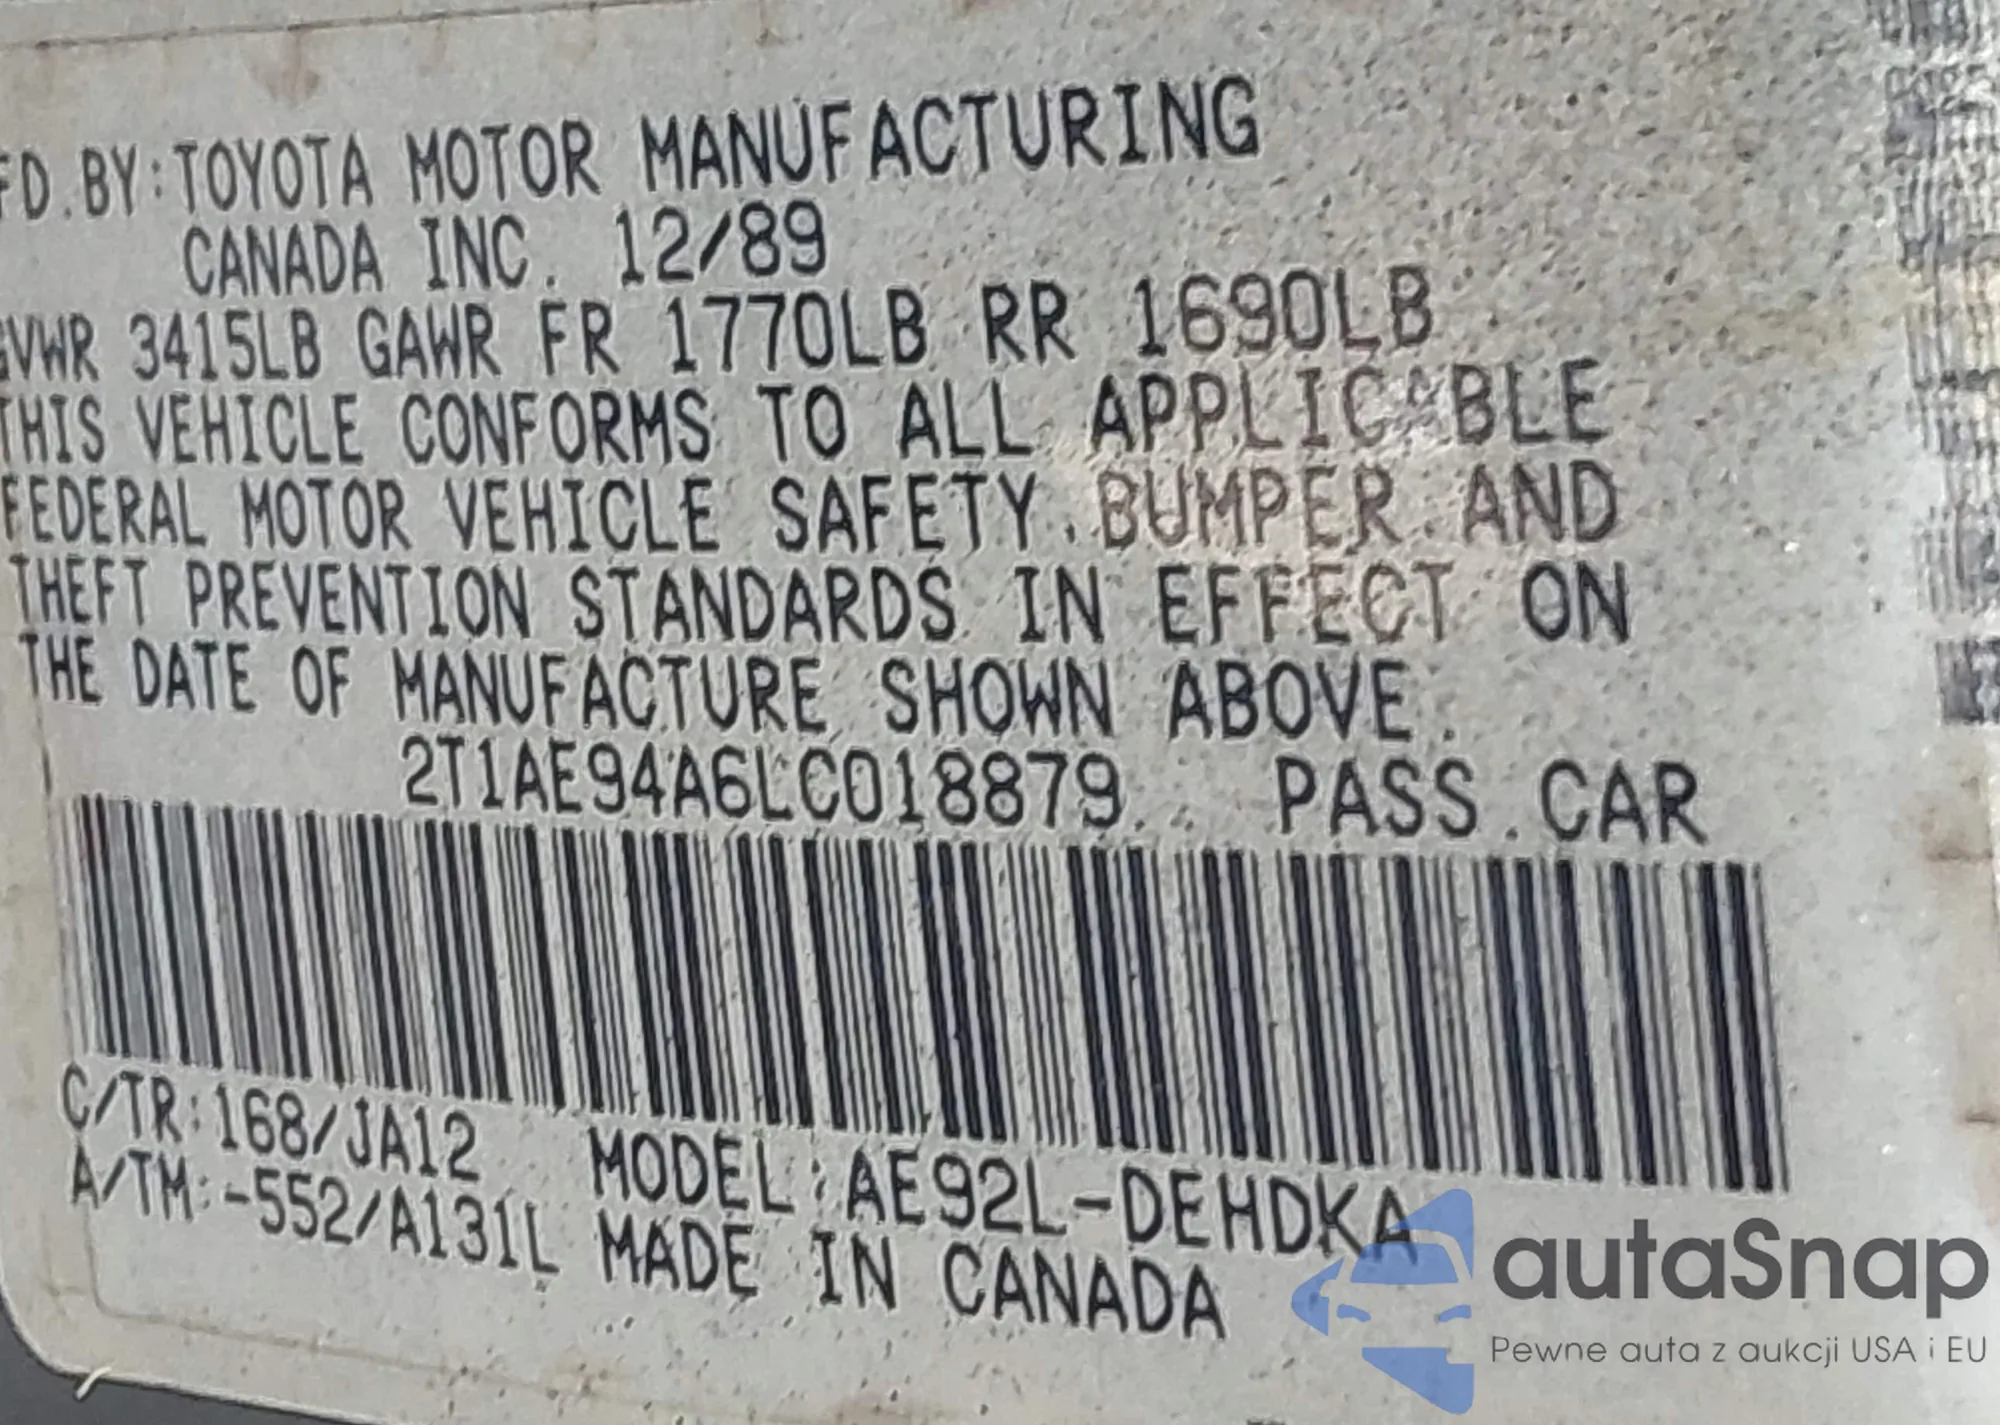 FD.BY:TOYOTA MOTOR MANUFACTURING
CANADA INC. 12/89
GVWR 3415LB GAWR FR 1770LB RR 1690LB
THIS VEHICLE CONFORMS TO ALL APPLICABLE
FEDERAL MOTOR VEHICLE SAFETY, BUMPER AND
THEFT PREVENTION STANDARDS IN EFFECT ON
THE DATE OF MANUFACTURE SHOWN ABOVE.
2T1AE94A6LC018879 PASS.CAR
C/TR:168/JA12 MODEL:AE92L-DEHDKA
A/TM:-552/A131L MADE IN CANADA
autaSnap
Pewne auta z aukcji USA i EU